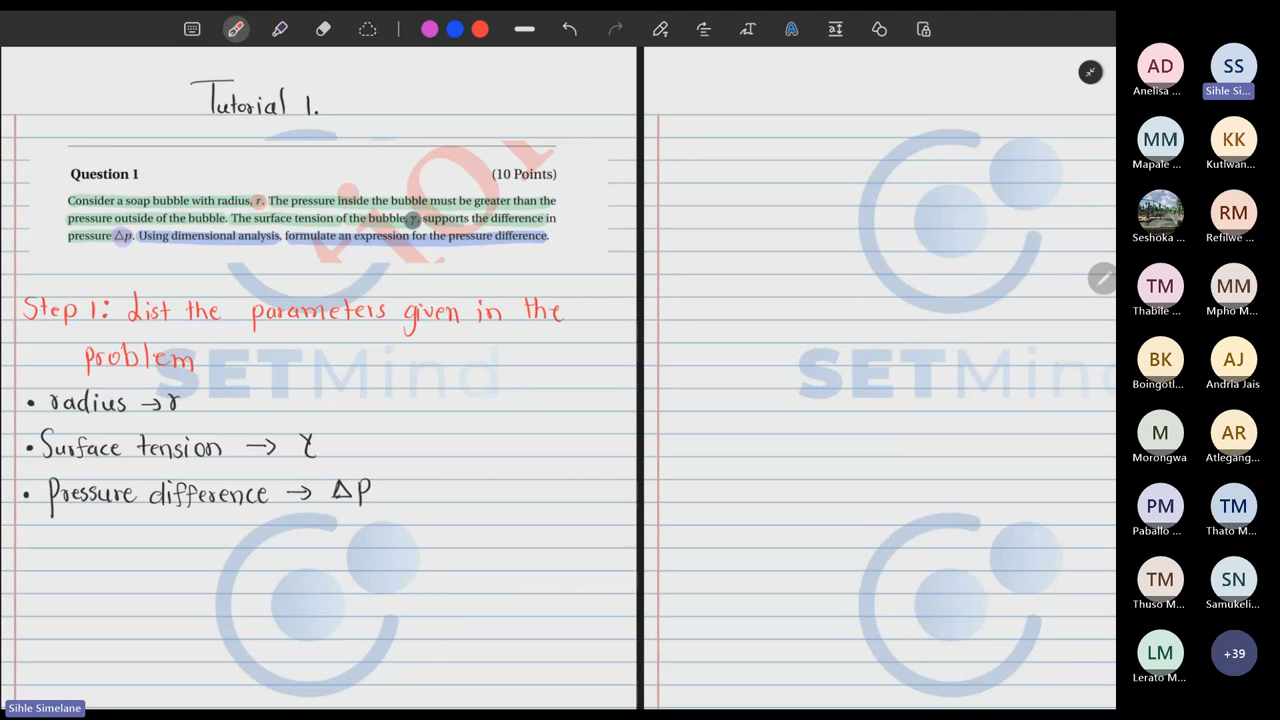 Tutorial 1.
Question 1 (10 Points)
Consider a soap bubble with radius, r. The pressure inside the bubble must be greater than the
pressure outside of the bubble. The surface tension of the bubble, γ, supports the difference in
pressure △p. Using dimensional analysis, formulate an expression for the pressure difference.
Step 1: List the parameters given in the
problem
• radius → r
• Surface tension → γ
• Pressure difference → △P
SETMind
SETMind
AD
Anelisa ...
SS
Sihle Si...
MM
Mapale ...
KK
Kutlwan...
Seshoka ...
RM
Refilwe ...
TM
Thabile ...
MM
Mpho M...
BK
Boingotl...
AJ
Andria Jais
M
Morongwa
AR
Atlegang...
PM
Paballo ...
TM
Thato M...
TM
Thuso M...
SN
Samukeli...
LM
Lerato M...
+39
Sihle Simelane